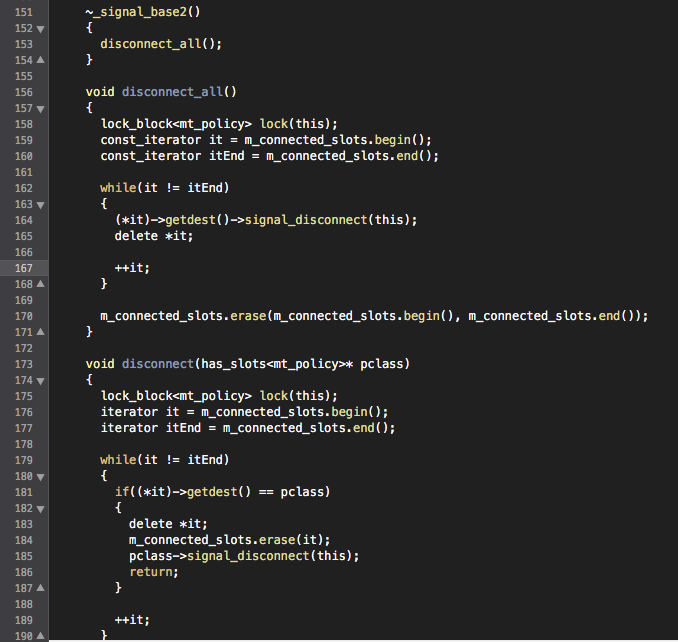 151 ~_signal_base2()
152 {
153 disconnect_all();
154 }
155
156 void disconnect_all()
157 {
158 lock_block<mt_policy> lock(this);
159 const_iterator it = m_connected_slots.begin();
160 const_iterator itEnd = m_connected_slots.end();
161
162 while(it != itEnd)
163 {
164 (*it)->getdest()->signal_disconnect(this);
165 delete *it;
166
167 ++it;
168 }
169
170 m_connected_slots.erase(m_connected_slots.begin(), m_connected_slots.end());
171 }
172
173 void disconnect(has_slots<mt_policy>* pclass)
174 {
175 lock_block<mt_policy> lock(this);
176 iterator it = m_connected_slots.begin();
177 iterator itEnd = m_connected_slots.end();
178
179 while(it != itEnd)
180 {
181 if((*it)->getdest() == pclass)
182 {
183 delete *it;
184 m_connected_slots.erase(it);
185 pclass->signal_disconnect(this);
186 return;
187 }
188
189 ++it;
190 }